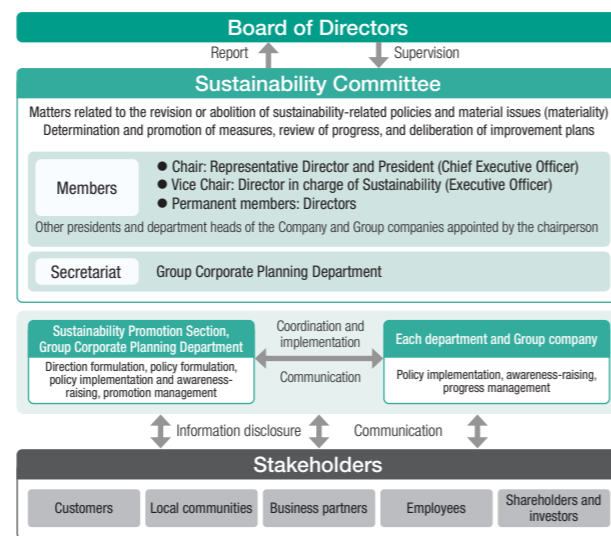 Board of Directors
Report
Supervision
Sustainability Committee
Matters related to the revision or abolition of sustainability-related policies and material issues (materiality)
Determination and promotion of measures, review of progress, and deliberation of improvement plans
Members
● Chair: Representative Director and President (Chief Executive Officer)
● Vice Chair: Director in charge of Sustainability (Executive Officer)
● Permanent members: Directors
Other presidents and department heads of the Company and Group companies appointed by the chairperson
Secretariat
Group Corporate Planning Department
Sustainability Promotion Section,
Group Corporate Planning Department
Direction formulation, policy formulation,
policy implementation and awareness-
raising, promotion management
Coordination and
implementation
Communication
Each department and Group company
Policy implementation, awareness-raising,
progress management
Information disclosure
Communication
Stakeholders
Customers
Local communities
Business partners
Employees
Shareholders and
investors